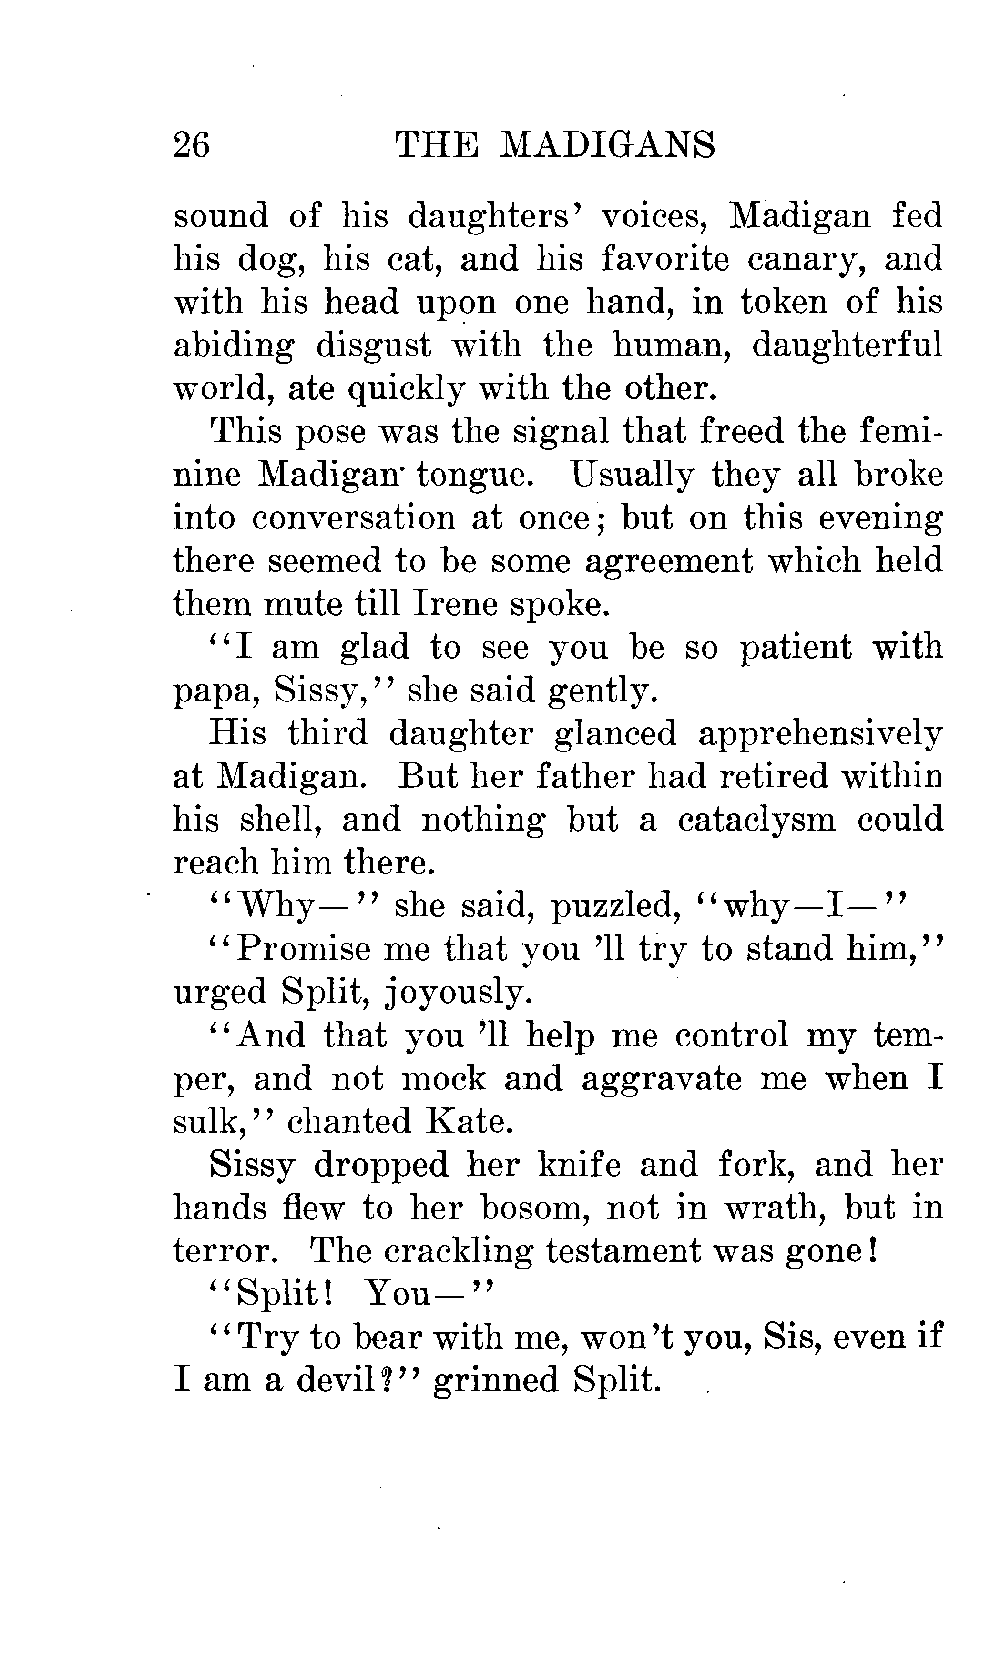 26 THE MADIGANS
sound of his daughters' voices, Madigan fed
his dog, his cat, and his favorite canary, and
with his head upon one hand, in token of his
abiding disgust with the human, daughterful
world, ate quickly with the other.
This pose was the signal that freed the femi-
nine Madigan tongue. Usually they all broke
into conversation at once; but on this evening
there seemed to be some agreement which held
them mute till Irene spoke.
"I am glad to see you be so patient with
papa, Sissy," she said gently.
His third daughter glanced apprehensively
at Madigan. But her father had retired within
his shell, and nothing but a cataclysm could
reach him there.
"Why—" she said, puzzled, "why—I—"
"Promise me that you 'll try to stand him,"
urged Split, joyously.
"And that you 'll help me control my tem-
per, and not mock and aggravate me when I
sulk," chanted Kate.
Sissy dropped her knife and fork, and her
hands flew to her bosom, not in wrath, but in
terror. The crackling testament was gone!
"Split! You—"
"Try to bear with me, won't you, Sis, even if
I am a devil?" grinned Split.